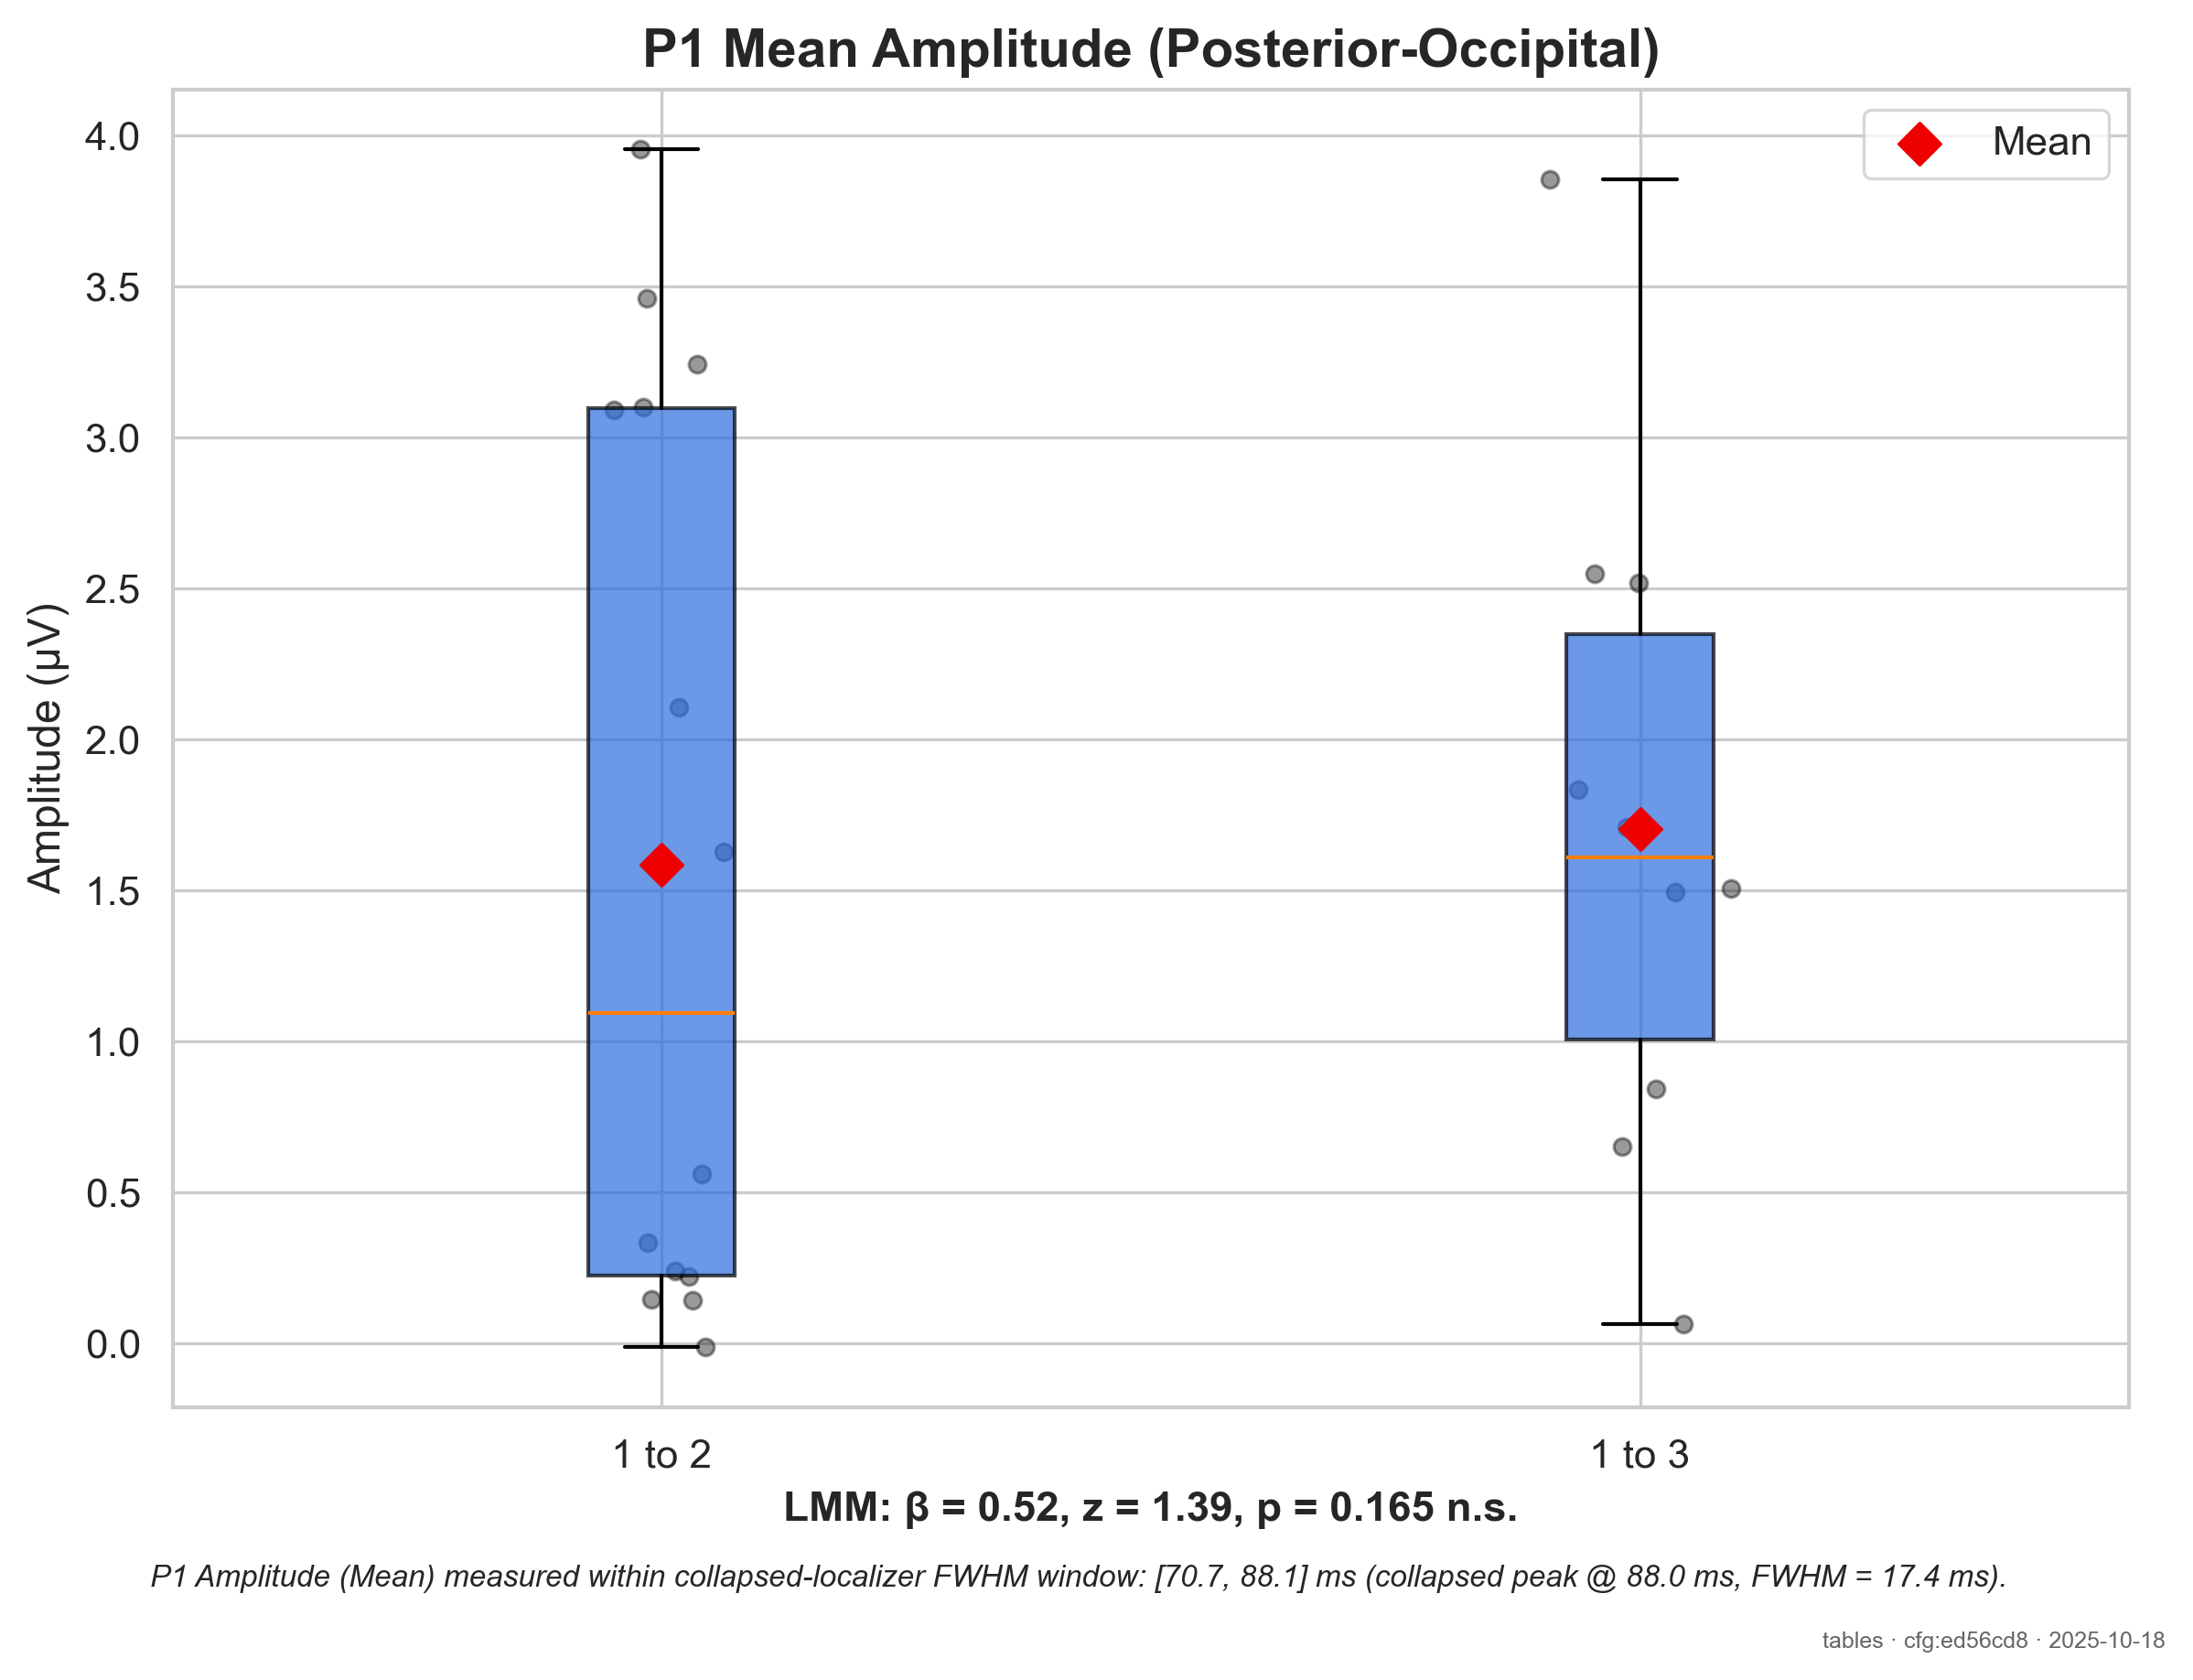 P1 Mean Amplitude (Posterior-Occipital)
Mean
4.0
3.5
3.0
2.5
2.0
1.5
1.0
0.5
0.0
Amplitude (μV)
1 to 2
1 to 3
LMM: β = 0.52, z = 1.39, p = 0.165 n.s.
P1 Amplitude (Mean) measured within collapsed-localizer FWHM window: [70.7, 88.1] ms (collapsed peak @ 88.0 ms, FWHM = 17.4 ms).
tables · cfg:ed56cd8 · 2025-10-18